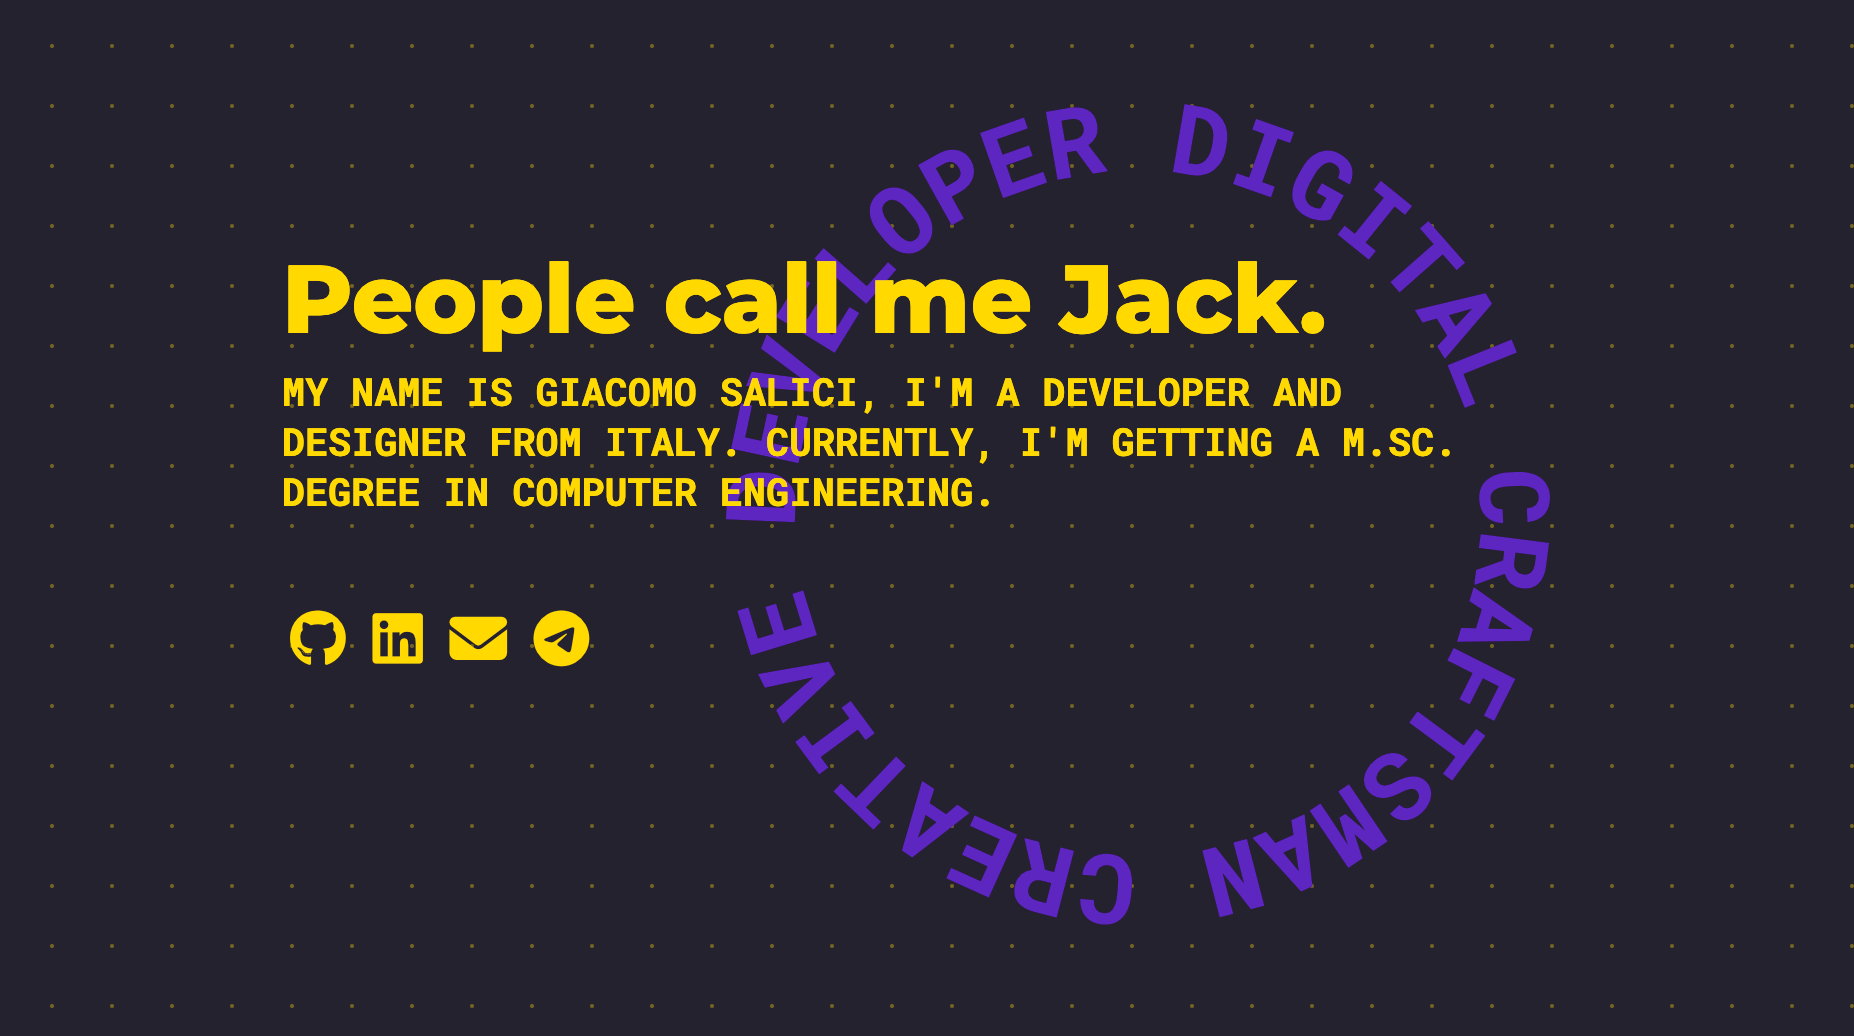 People call me Jack.
MY NAME IS GIACOMO SALICI, I'M A DEVELOPER AND
DESIGNER FROM ITALY. CURRENTLY, I'M GETTING A M.SC.
DEGREE IN COMPUTER ENGINEERING.
in
CREATIVE DEVELOPER DIGITAL CRAFTSMAN